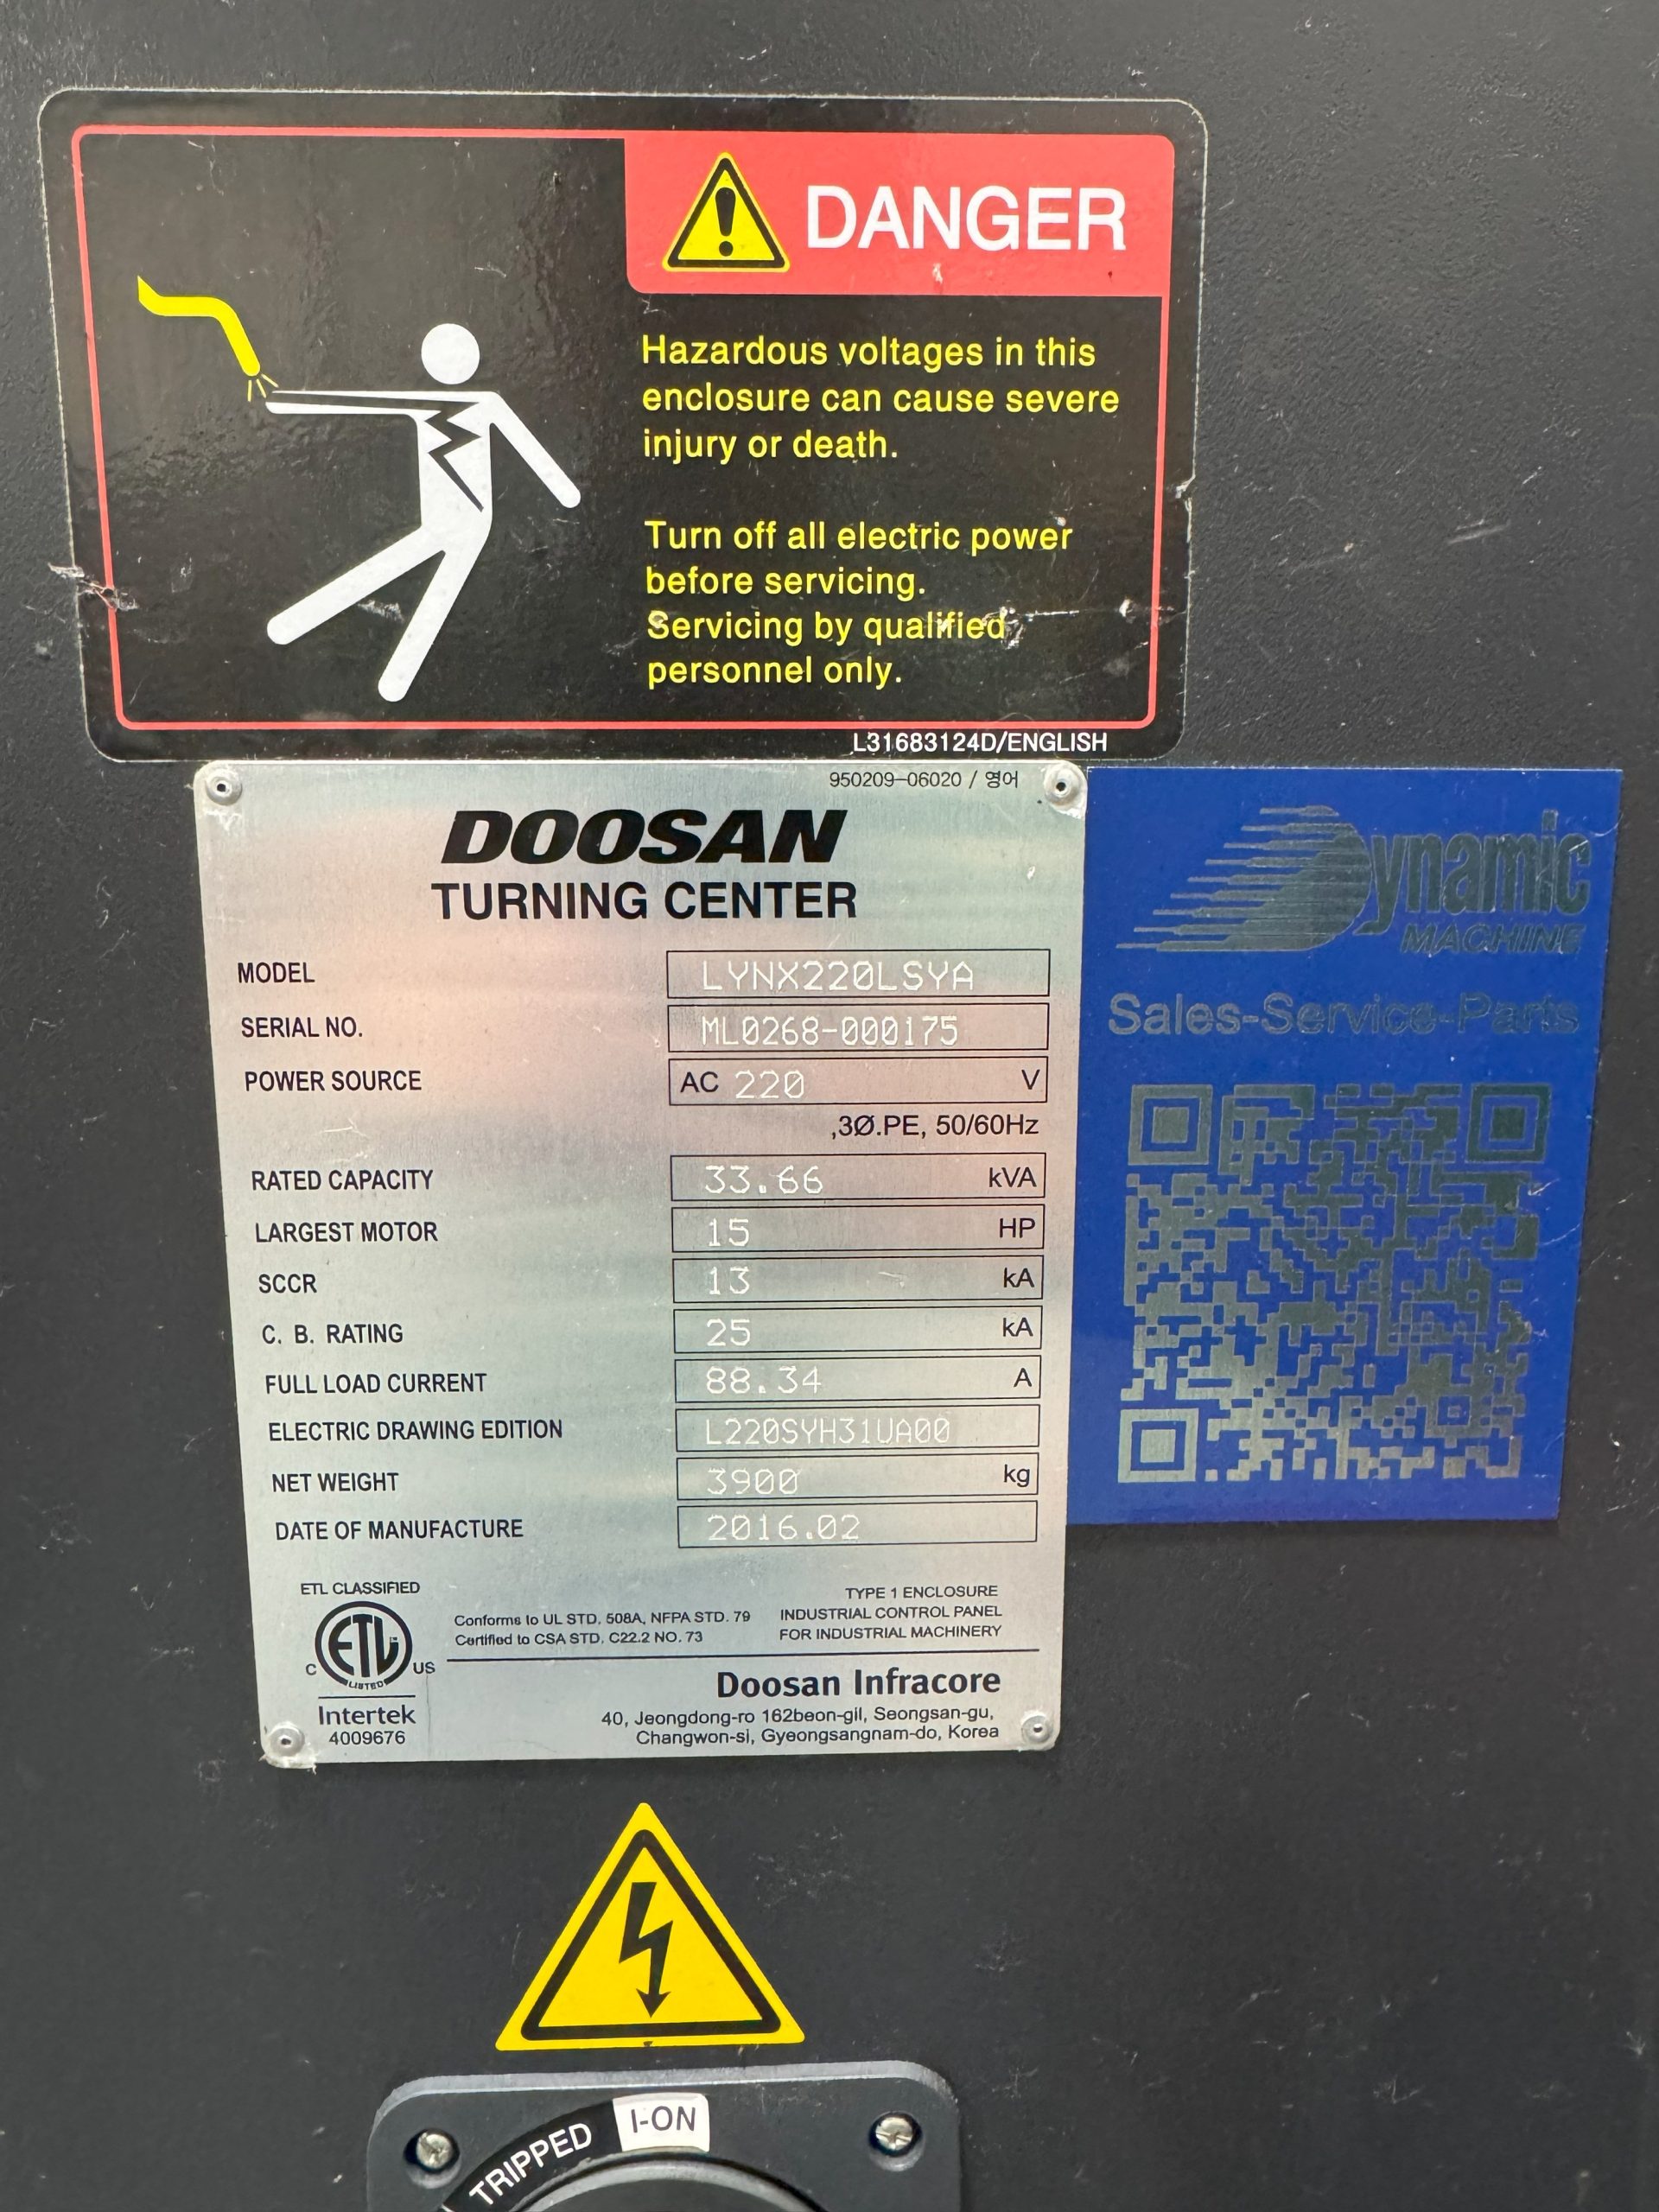 DANGER
Hazardous voltages in this
enclosure can cause severe
injury or death.
Turn off all electric power
before servicing.
Servicing by qualified
personnel only.
L31683124D/ENGLISH
950209-06020 / 영어
DOOSAN
TURNING CENTER
MODEL LYNX220LSYA
SERIAL NO. ML0268-000175
POWER SOURCE AC 220 V
,3Ø.PE, 50/60Hz
RATED CAPACITY 33.66 kVA
LARGEST MOTOR 15 HP
SCCR 13 kA
C. B. RATING 25 kA
FULL LOAD CURRENT 88.34 A
ELECTRIC DRAWING EDITION L220SYH31UA00
NET WEIGHT 3900 kg
DATE OF MANUFACTURE 2016.02
ETL CLASSIFIED
ETL
LISTED
C US
Intertek
4009676
Conforms to UL STD. 508A, NFPA STD. 79
Certified to CSA STD. C22.2 NO. 73
TYPE 1 ENCLOSURE
INDUSTRIAL CONTROL PANEL
FOR INDUSTRIAL MACHINERY
Doosan Infracore
40, Jeongdong-ro 162beon-gil, Seongsan-gu,
Changwon-si, Gyeongsangnam-do, Korea
Dynamic
MACHINE
Sales-Service-Parts
TRIPPED I-ON